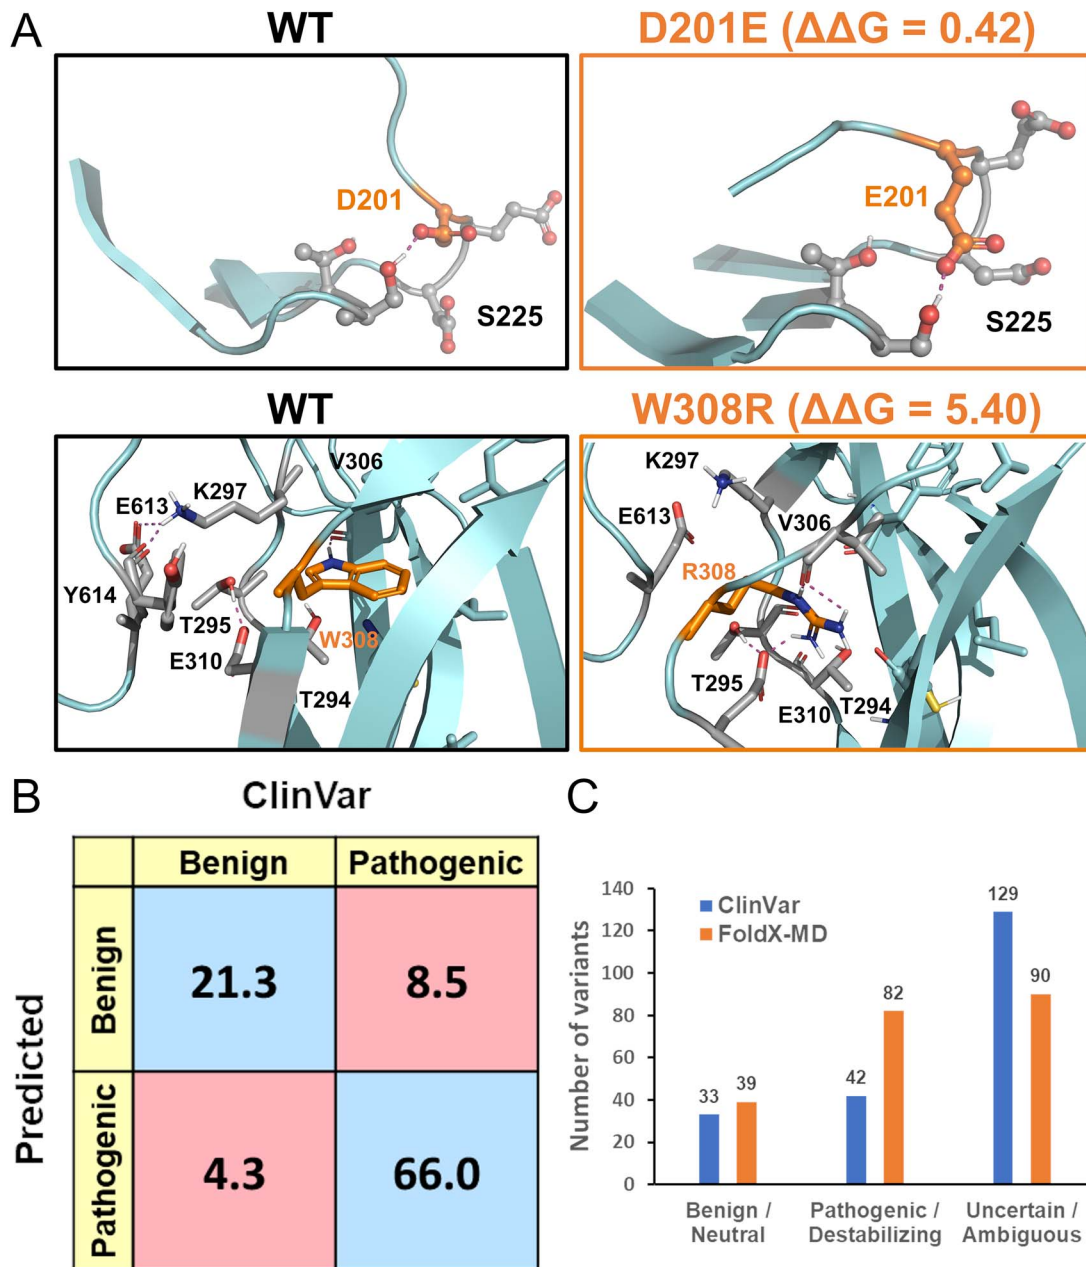 A
WT
D201E (ΔΔG = 0.42)
D201
S225
E201
S225
WT
W308R (ΔΔG = 5.40)
V306
E613
K297
Y614
T295
W308
E310
T294
K297
E613
V306
R308
T295
E310
T294
B
ClinVar
Benign
Pathogenic
Predicted
Benign
21.3
8.5
Pathogenic
4.3
66.0
C
Number of variants
140
120
100
80
60
40
20
0
ClinVar
FoldX-MD
33
39
42
82
129
90
Benign /
Neutral
Pathogenic /
Destabilizing
Uncertain /
Ambiguous